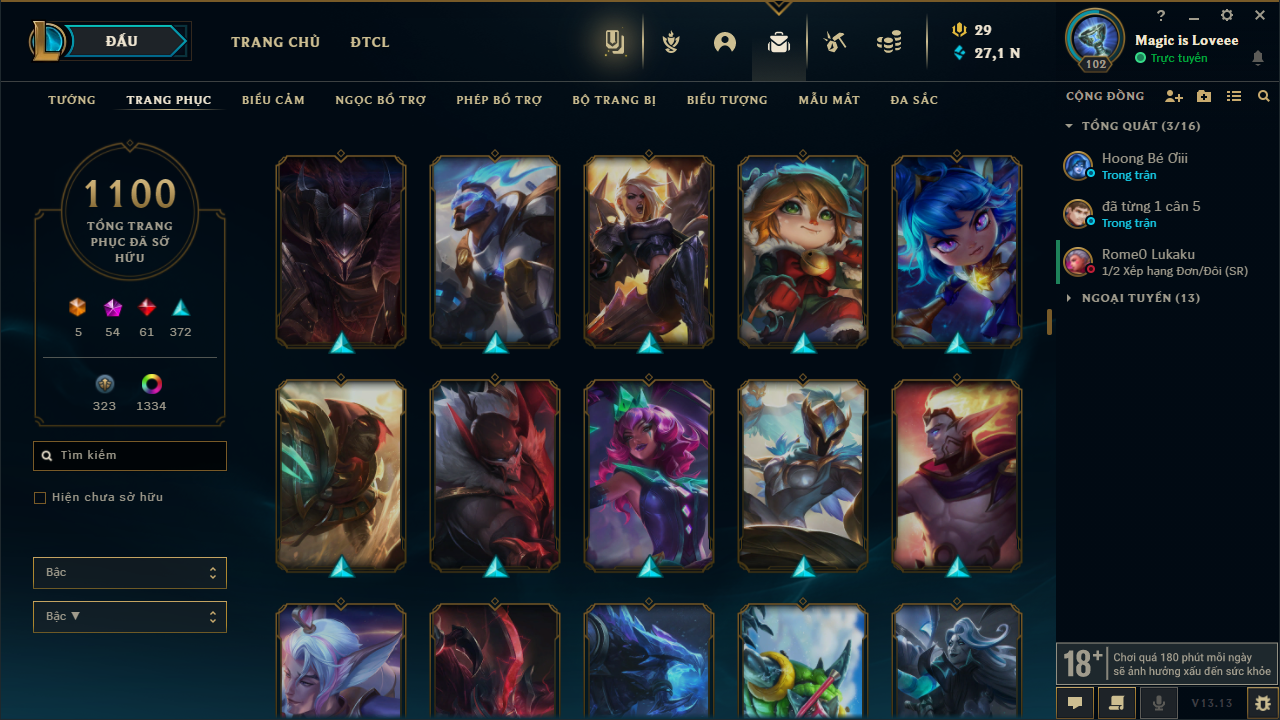 ĐẤU
TRANG CHỦ
ĐTCL
29
27,1 N
102
?
Magic is Loveee
Trực tuyến
TƯỚNG
TRANG PHỤC
BIỂU CẢM
NGỌC BỔ TRỢ
PHÉP BỔ TRỢ
BỘ TRANG BỊ
BIỂU TƯỢNG
MẪU MẮT
ĐA SẮC
CỘNG ĐỒNG
1100
TỔNG TRANG
PHỤC ĐÃ SỞ
HỮU
5
54
61
372
323
1334
Tìm kiếm
Hiện chưa sở hữu
Bậc
Bậc ▼
TỔNG QUÁT (3/16)
Hoong Bé Ơiii
Trong trận
đã từng 1 cân 5
Trong trận
Rome0 Lukaku
1/2 Xếp hạng Đơn/Đôi (SR)
NGOẠI TUYẾN (13)
18+
Chơi quá 180 phút mỗi ngày
sẽ ảnh hưởng xấu đến sức khỏe
V13.13